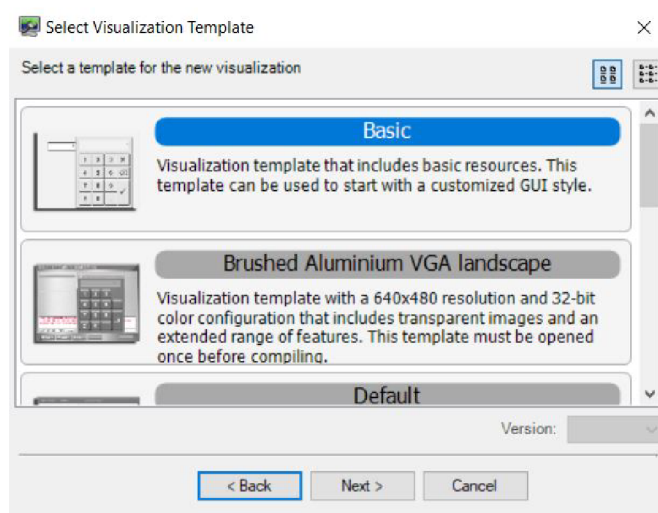 Select Visualization Template
Select a template for the new visualization
Basic
Visualization template that includes basic resources. This
template can be used to start with a customized GUI style.
Brushed Aluminium VGA landscape
Visualization template with a 640x480 resolution and 32-bit
color configuration that includes transparent images and an
extended range of features. This template must be opened
once before compiling.
Default
Version:
< Back
Next >
Cancel